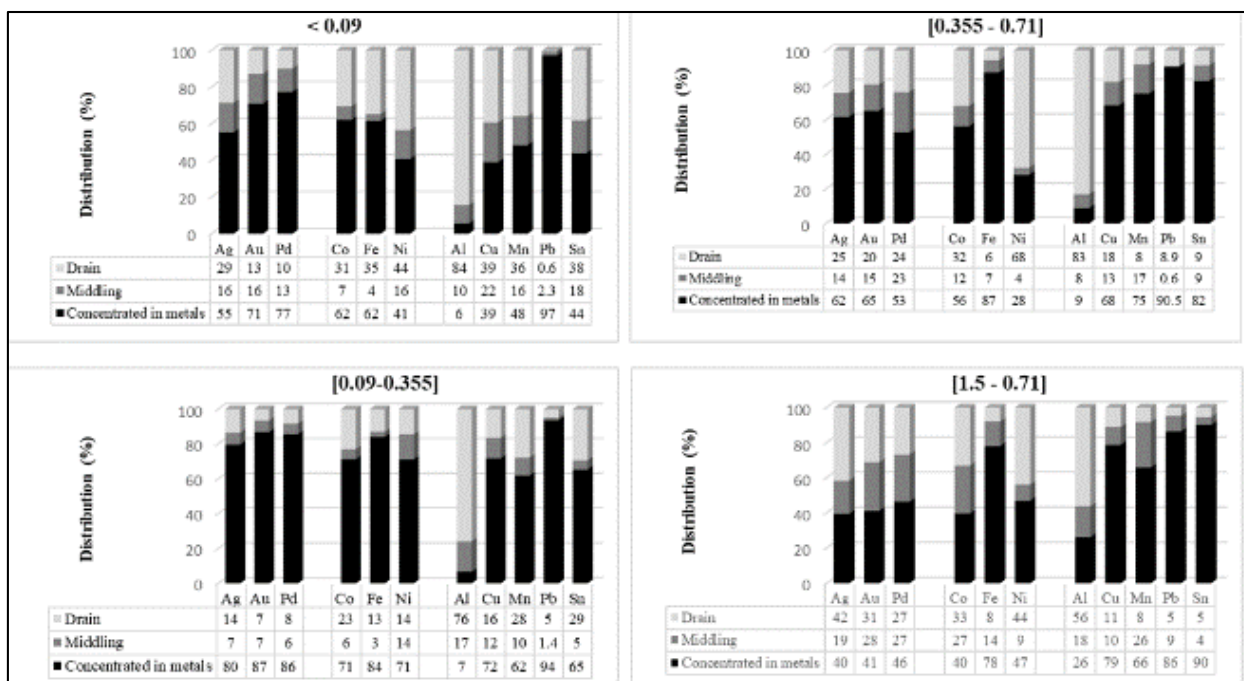 < 0.09
Distribution (%)
100
80
60
40
20
0
Ag Au Pd Co Fe Ni Al Cu Mn Pb Sn
Drain 29 13 10 31 35 44 84 39 36 0.6 38
Middling 16 16 13 7 4 16 10 22 16 2.3 18
Concentrated in metals 55 71 77 62 62 41 6 39 48 97 44
[0.355 - 0.71]
Distribution (%)
100
80
60
40
20
0
Ag Au Pd Co Fe Ni Al Cu Mn Pb Sn
Drain 25 20 24 32 6 68 83 18 8 8.9 9
Middling 14 15 23 12 7 4 8 13 17 0.6 9
Concentrated in metals 62 65 53 56 87 28 9 68 75 90.5 82
[0.09-0.355]
Distribution (%)
100
80
60
40
20
0
Ag Au Pd Co Fe Ni Al Cu Mn Pb Sn
Drain 14 7 8 23 13 14 76 16 28 5 29
Middling 7 7 6 6 3 14 17 12 10 1.4 5
Concentrated in metals 80 87 86 71 84 71 7 72 62 94 65
[1.5 - 0.71]
Distribution (%)
100
80
60
40
20
0
Ag Au Pd Co Fe Ni Al Cu Mn Pb Sn
Drain 42 31 27 33 8 44 56 11 8 5 5
Middling 19 28 27 27 14 9 18 10 26 9 4
Concentrated in metals 40 41 46 40 78 47 26 79 66 86 90